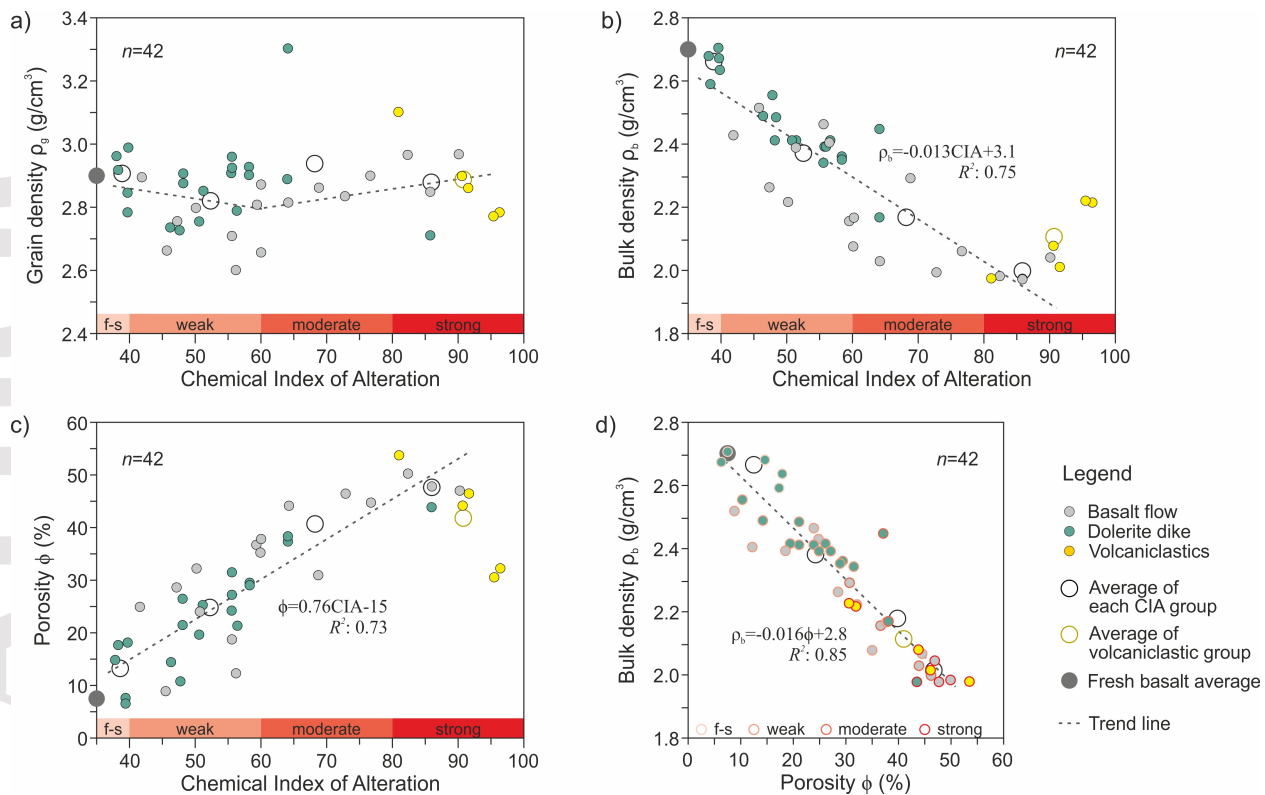 a)
n=42
Grain density ρg (g/cm³)
3.4
3.2
3.0
2.8
2.6
2.4
f-s weak moderate strong
40 50 60 70 80 90 100
Chemical Index of Alteration
b)
n=42
Bulk density ρb (g/cm³)
2.8
2.6
2.4
2.2
2.0
1.8
ρb=-0.013CIA+3.1
R²: 0.75
f-s weak moderate strong
40 50 60 70 80 90 100
Chemical Index of Alteration
c)
n=42
Porosity ϕ (%)
60
50
40
30
20
10
0
ϕ=0.76CIA-15
R²: 0.73
f-s weak moderate strong
40 50 60 70 80 90 100
Chemical Index of Alteration
d)
n=42
Bulk density ρb (g/cm³)
2.8
2.6
2.4
2.2
2.0
1.8
ρb=-0.016ϕ+2.8
R²: 0.85
f-s weak moderate strong
0 10 20 30 40 50 60
Porosity ϕ (%)
Legend
Basalt flow
Dolerite dike
Volcaniclastics
Average of
each CIA group
Average of
volcaniclastic group
Fresh basalt average
Trend line